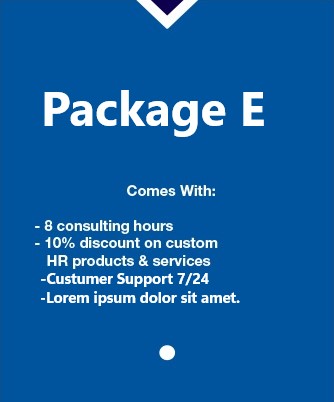 Package E
Comes With:
- 8 consulting hours
- 10% discount on custom
HR products & services
-Custumer Support 7/24
-Lorem ipsum dolor sit amet.